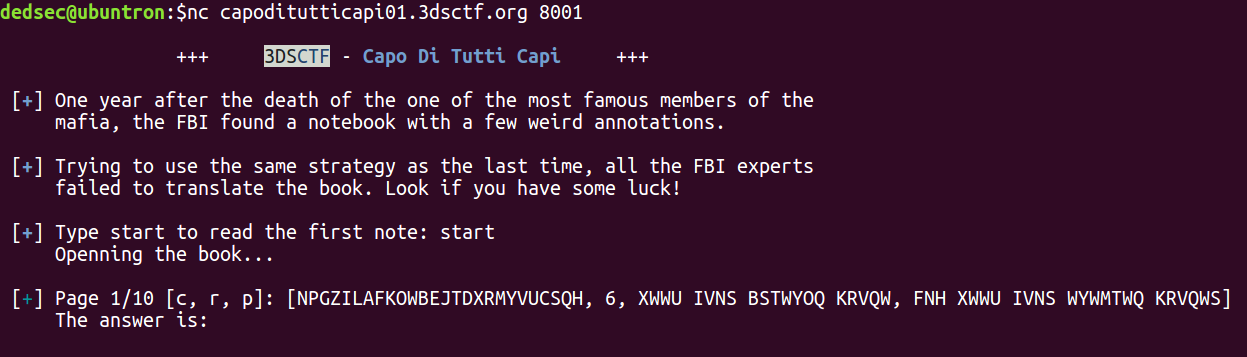 dedsec@ubuntron:$nc capoditutticapi01.3dsctf.org 8001
+++ 3DSCTF - Capo Di Tutti Capi +++
[+] One year after the death of the one of the most famous members of the
mafia, the FBI found a notebook with a few weird annotations.
[+] Trying to use the same strategy as the last time, all the FBI experts
failed to translate the book. Look if you have some luck!
[+] Type start to read the first note: start
Openning the book...
[+] Page 1/10 [c, r, p]: [NPGZILAFKOWBEJTDXRMYVUCSQH, 6, XWWU IVNS BSTWYOQ KRVQW, FNH XWWU IVNS WYWMTWQ KRVQWS]
The answer is: